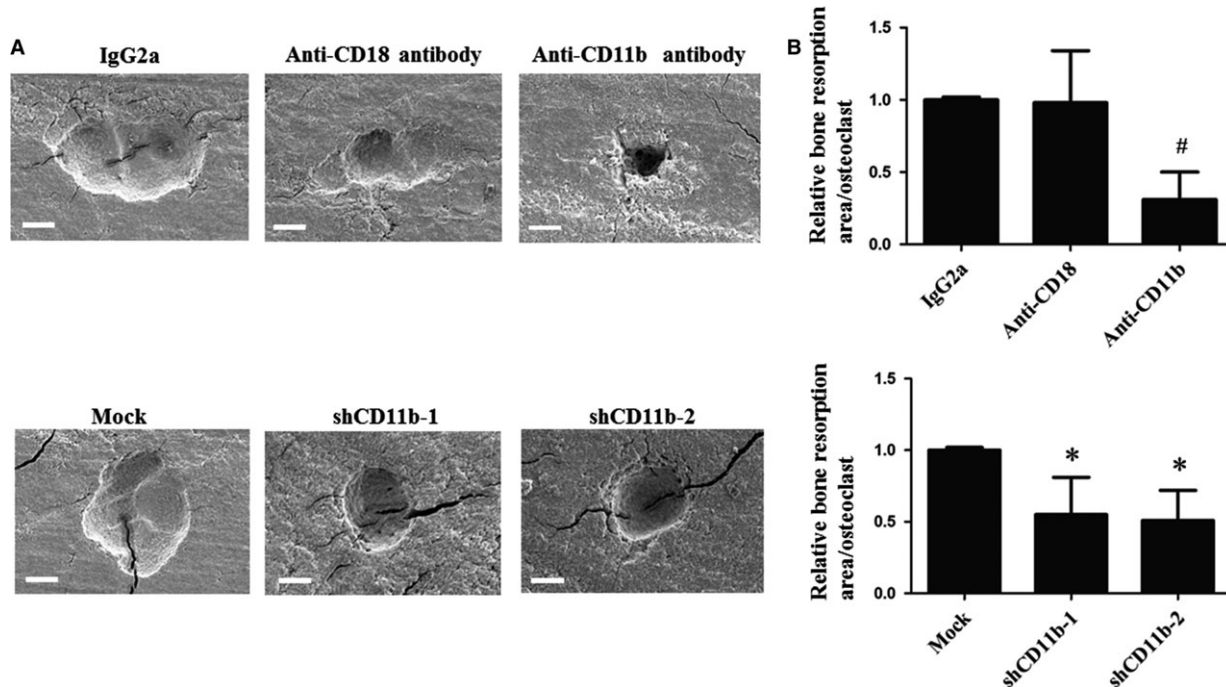 A
IgG2a
Anti-CD18 antibody
Anti-CD11b antibody
Mock
shCD11b-1
shCD11b-2
B
Relative bone resorption
area/osteoclast
1.5
1.0
0.5
0.0
#
IgG2a
Anti-CD18
Anti-CD11b
Relative bone resorption
area/osteoclast
1.5
1.0
0.5
0.0
*
*
Mock
shCD11b-1
shCD11b-2